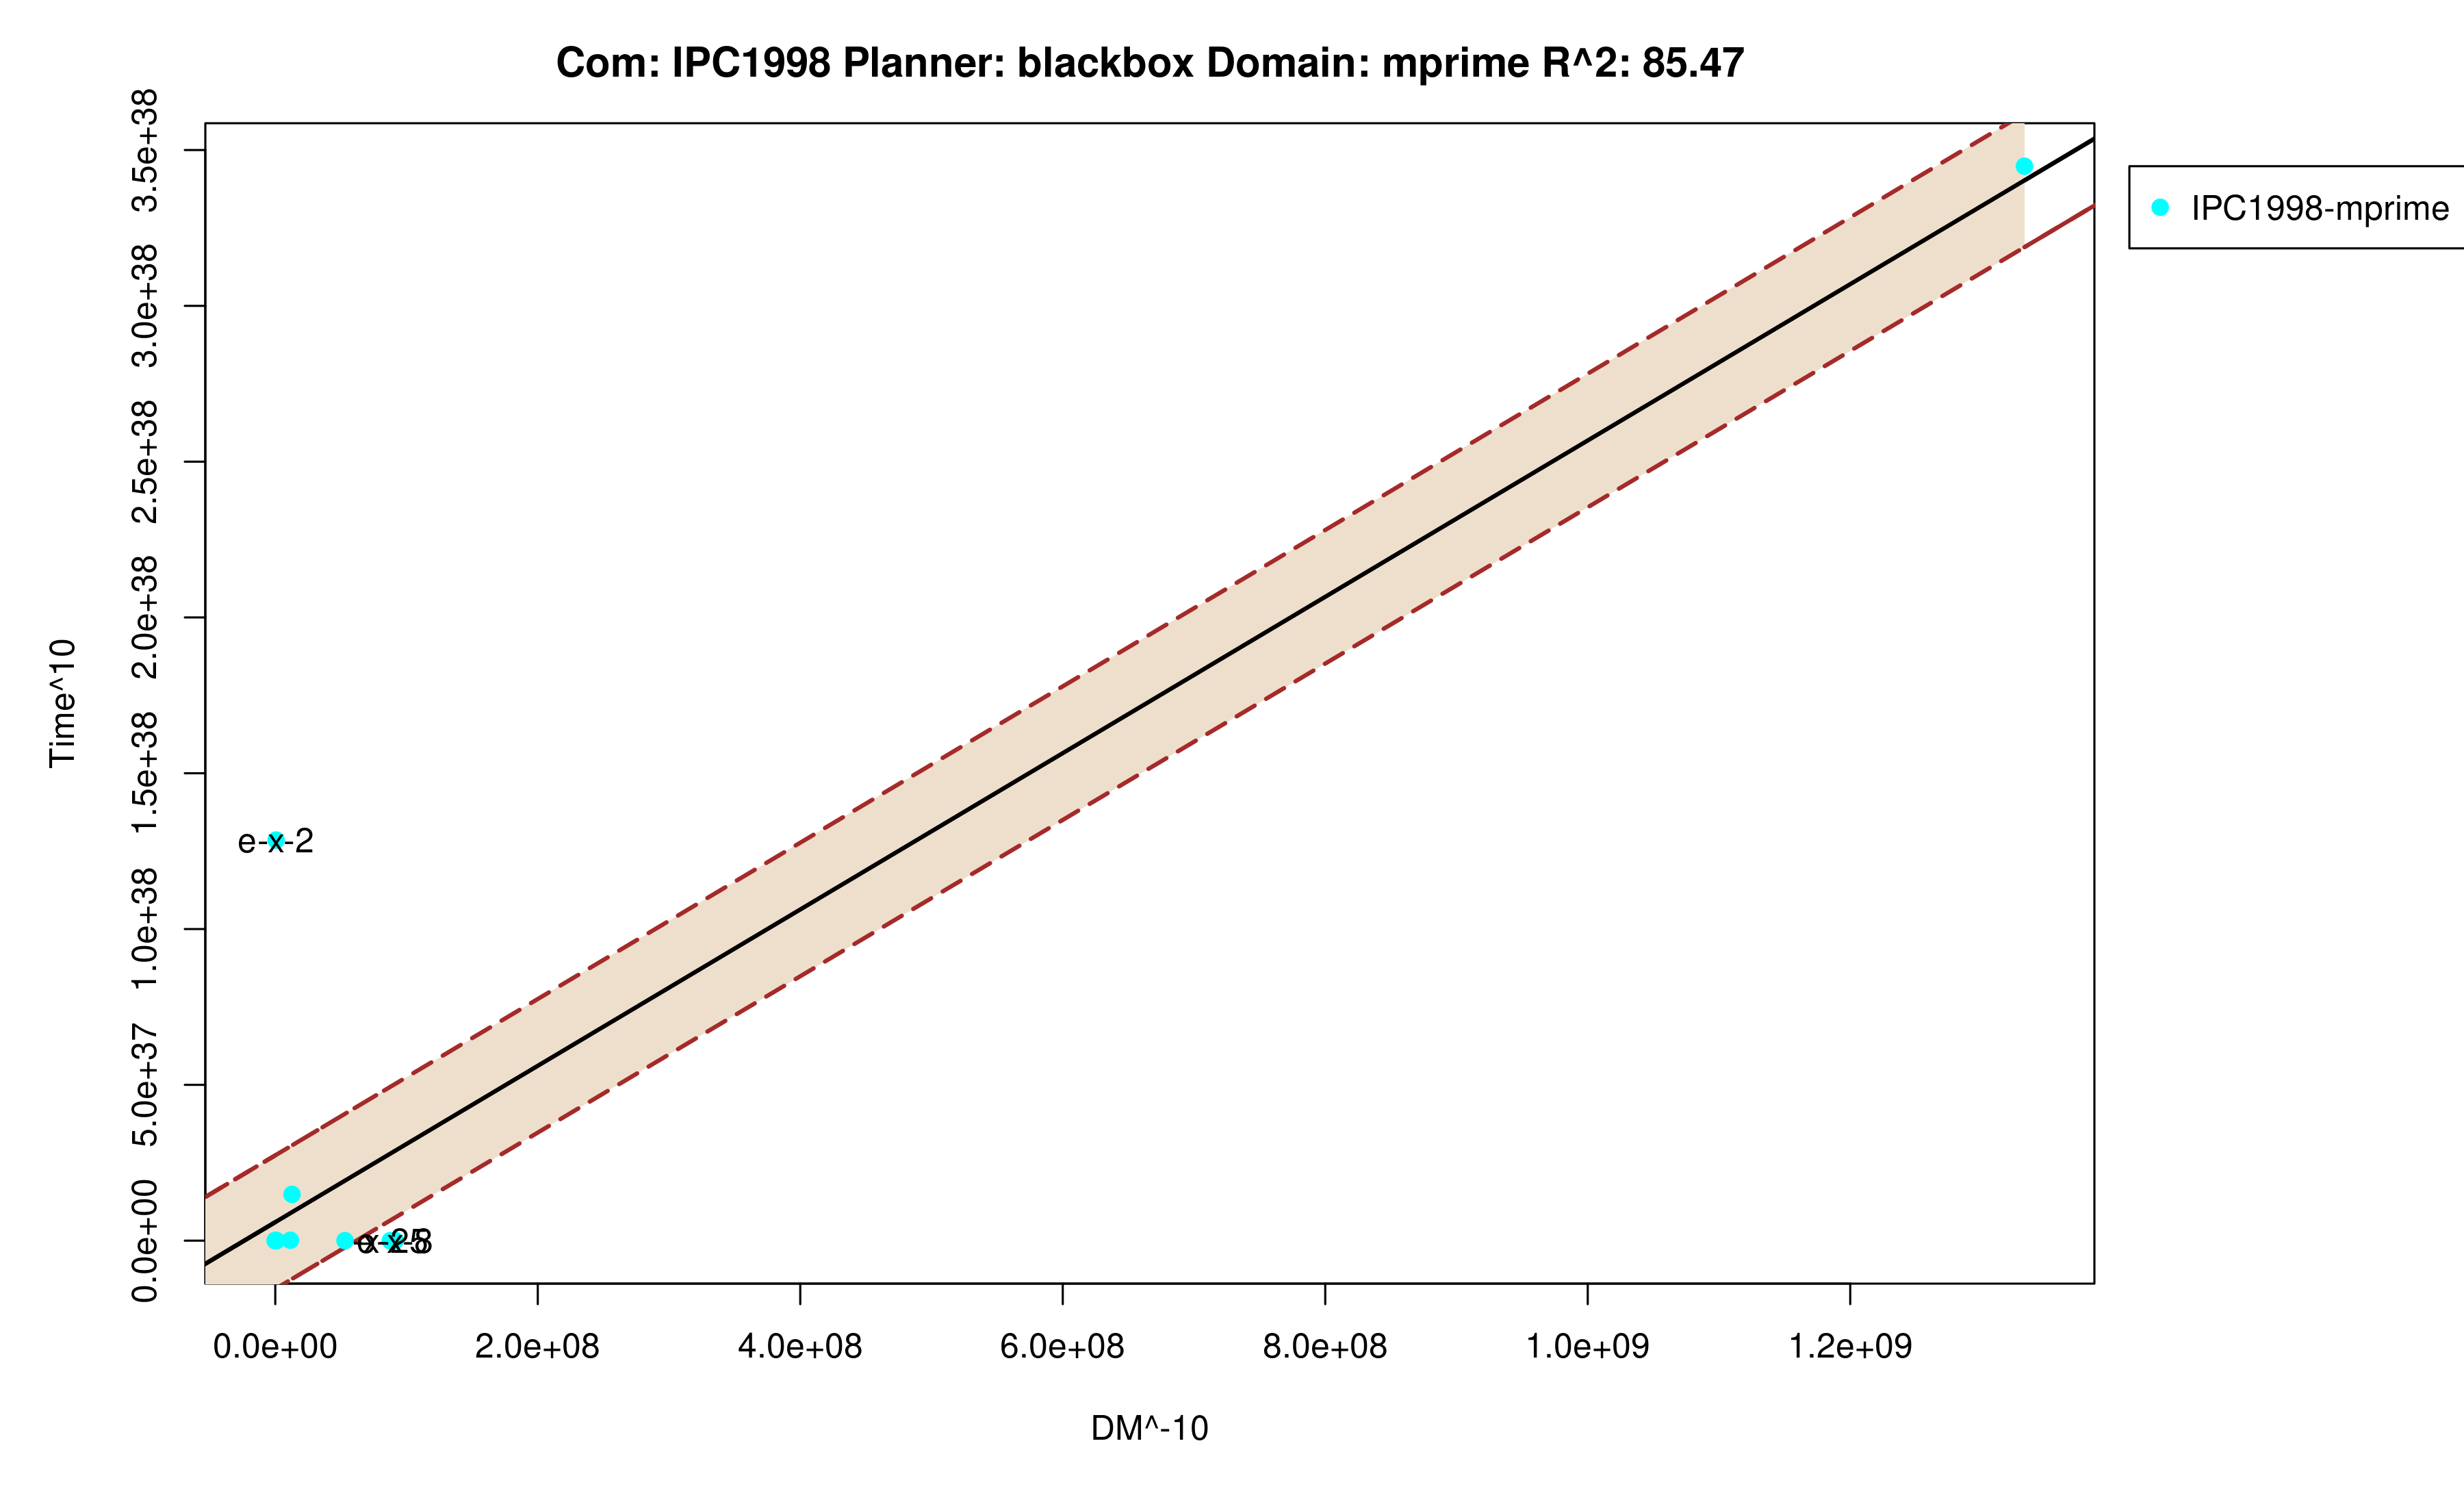 Com: IPC1998 Planner: blackbox Domain: mprime R^2: 85.47
3.5e+38
3.0e+38
2.5e+38
2.0e+38
1.5e+38
1.0e+38
5.0e+37
0.0e+00
Time^10
IPC1998-mprime
e-x-2
0.0e+00
2.0e+08
4.0e+08
6.0e+08
8.0e+08
1.0e+09
1.2e+09
DM^-10